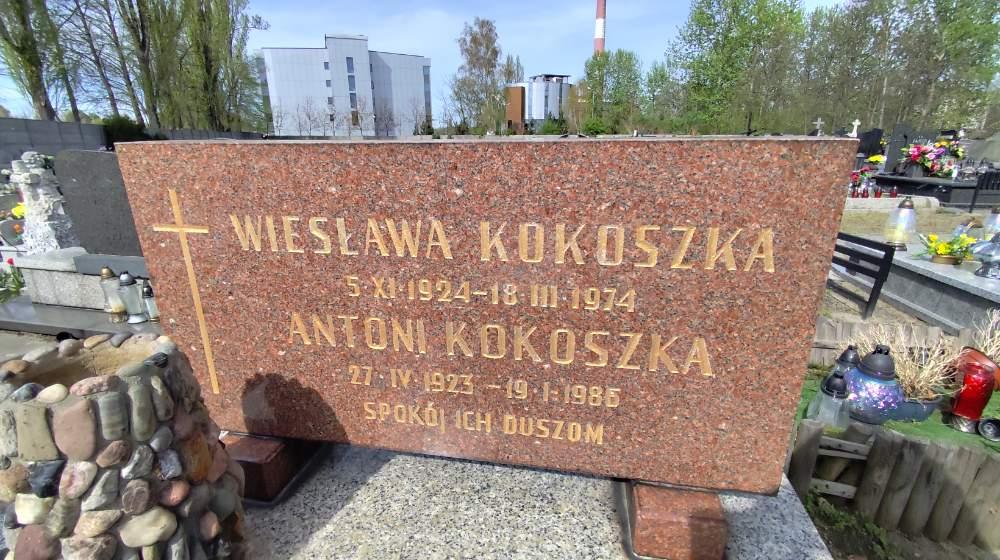 WIESŁAWA KOKOSZKA
5 XI 1924-18 III 1974
ANTONI KOKOSZKA
27 IV 1923 -19 I 1986
SPOKÓJ ICH DUSZOM